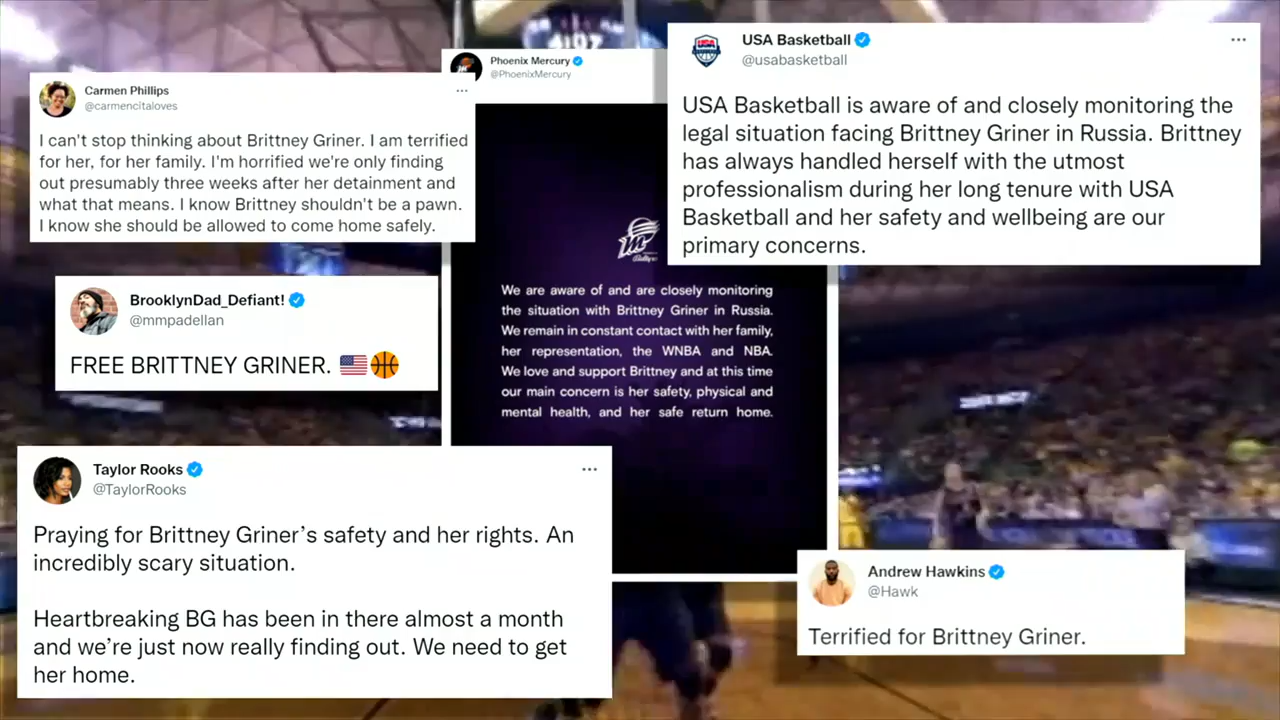 Carmen Phillips
@carmencitaloves
I can't stop thinking about Brittney Griner. I am terrified
for her, for her family. I'm horrified we're only finding
out presumably three weeks after her detainment and
what that means. I know Brittney shouldn't be a pawn.
I know she should be allowed to come home safely.
Phoenix Mercury
@PhoenixMercury
We are aware of and are closely monitoring
the situation with Brittney Griner in Russia.
We remain in constant contact with her family,
her representation, the WNBA and NBA.
We love and support Brittney and at this time
our main concern is her safety, physical and
mental health, and her safe return home.
USA Basketball
@usabasketball
USA Basketball is aware of and closely monitoring the
legal situation facing Brittney Griner in Russia. Brittney
has always handled herself with the utmost
professionalism during her long tenure with USA
Basketball and her safety and wellbeing are our
primary concerns.
BrooklynDad_Defiant!
@mmpadellan
FREE BRITTNEY GRINER. 🇺🇸🏀
Taylor Rooks
@TaylorRooks
Praying for Brittney Griner's safety and her rights. An
incredibly scary situation.
Heartbreaking BG has been in there almost a month
and we're just now really finding out. We need to get
her home.
Andrew Hawkins
@Hawk
Terrified for Brittney Griner.